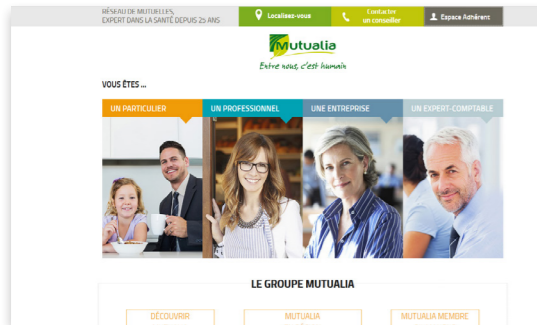 RÉSEAU DE MUTUELLES,
EXPERT DANS LA SANTÉ DEPUIS 25 ANS
Localisez-vous
Contacter
un conseiller
Espace Adhérent
Mutualia
Entre nous, c'est humain
VOUS ÊTES ...
UN PARTICULIER
UN PROFESSIONNEL
UNE ENTREPRISE
UN EXPERT-COMPTABLE
LE GROUPE MUTUALIA
DÉCOUVRIR
MUTUALIA
MUTUALIA MEMBRE